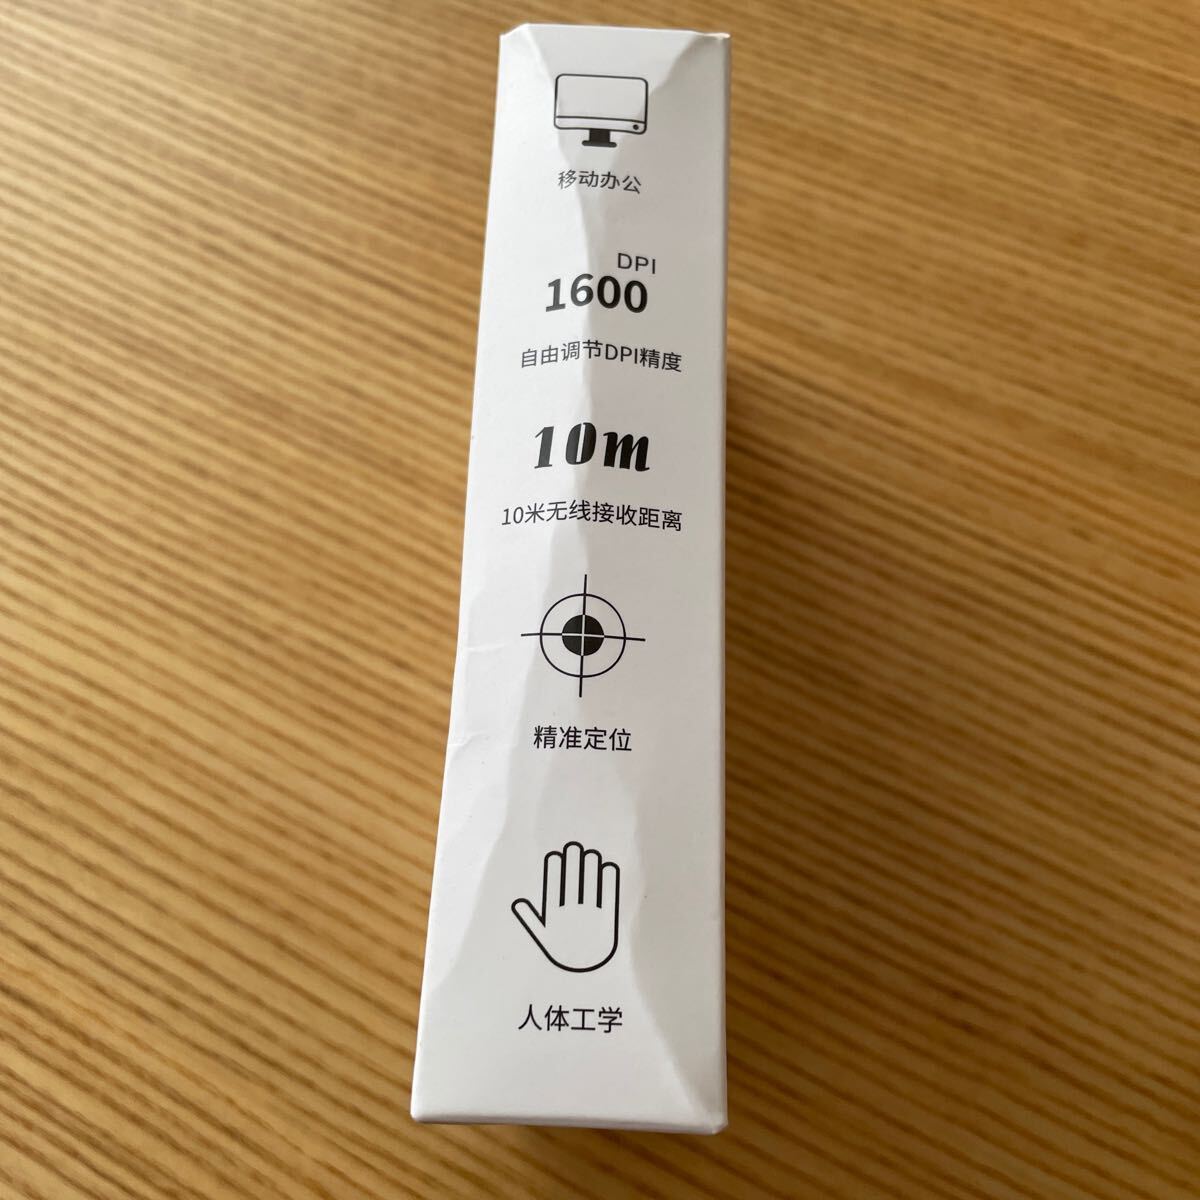 移动办公
DPI
1600
自由调节DPI精度
10m
10米无线接收距离
精准定位
人体工学